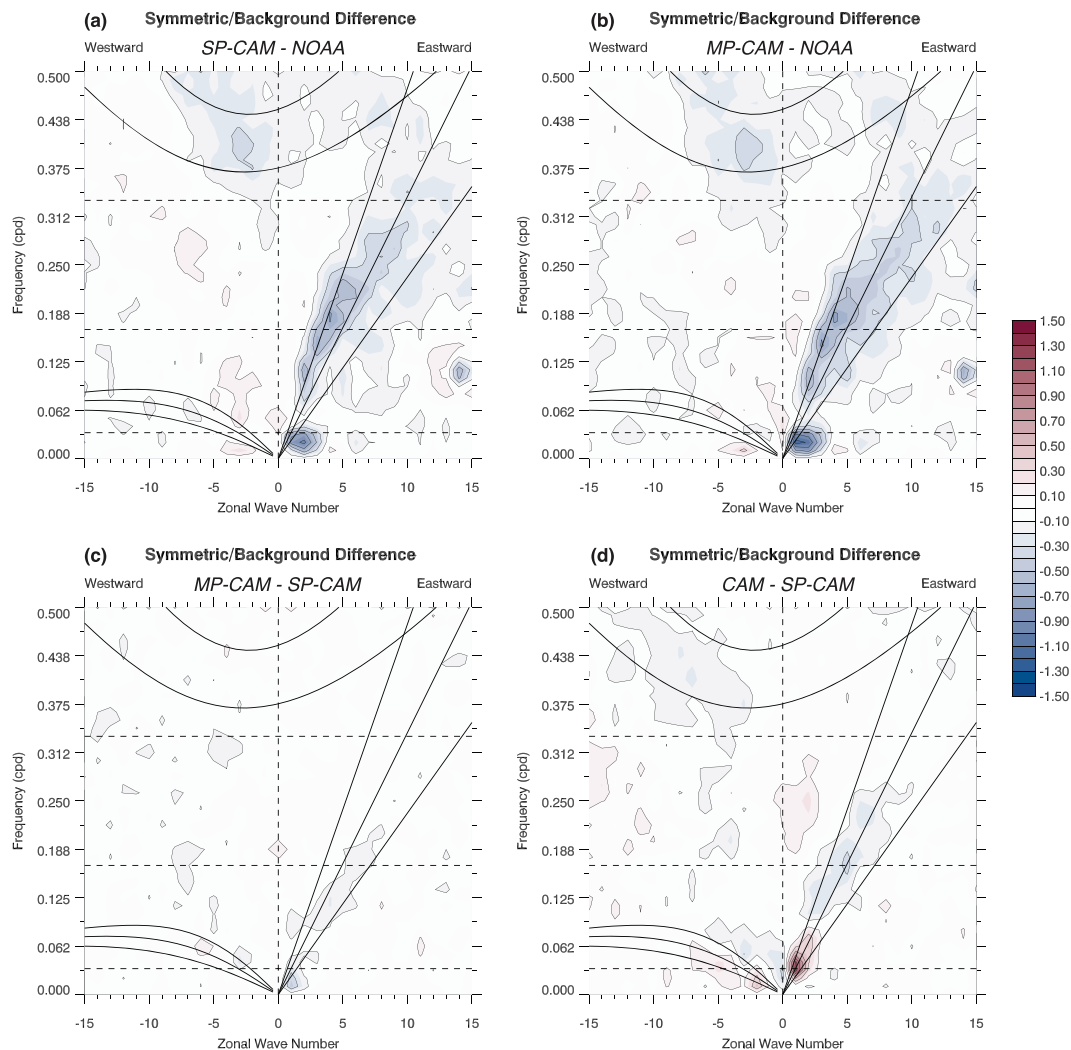 (a) Symmetric/Background Difference
Westward SP-CAM - NOAA Eastward
0.500
0.438
0.375
0.312
0.250
0.188
0.125
0.062
0.000
Frequency (cpd)
-15 -10 -5 0 5 10 15
Zonal Wave Number
(b) Symmetric/Background Difference
Westward MP-CAM - NOAA Eastward
0.500
0.438
0.375
0.312
0.250
0.188
0.125
0.062
0.000
Frequency (cpd)
-15 -10 -5 0 5 10 15
Zonal Wave Number
(c) Symmetric/Background Difference
Westward MP-CAM - SP-CAM Eastward
0.500
0.438
0.375
0.312
0.250
0.188
0.125
0.062
0.000
Frequency (cpd)
-15 -10 -5 0 5 10 15
Zonal Wave Number
(d) Symmetric/Background Difference
Westward CAM - SP-CAM Eastward
0.500
0.438
0.375
0.312
0.250
0.188
0.125
0.062
0.000
Frequency (cpd)
-15 -10 -5 0 5 10 15
Zonal Wave Number
1.50
1.30
1.10
0.90
0.70
0.50
0.30
0.10
-0.10
-0.30
-0.50
-0.70
-0.90
-1.10
-1.30
-1.50